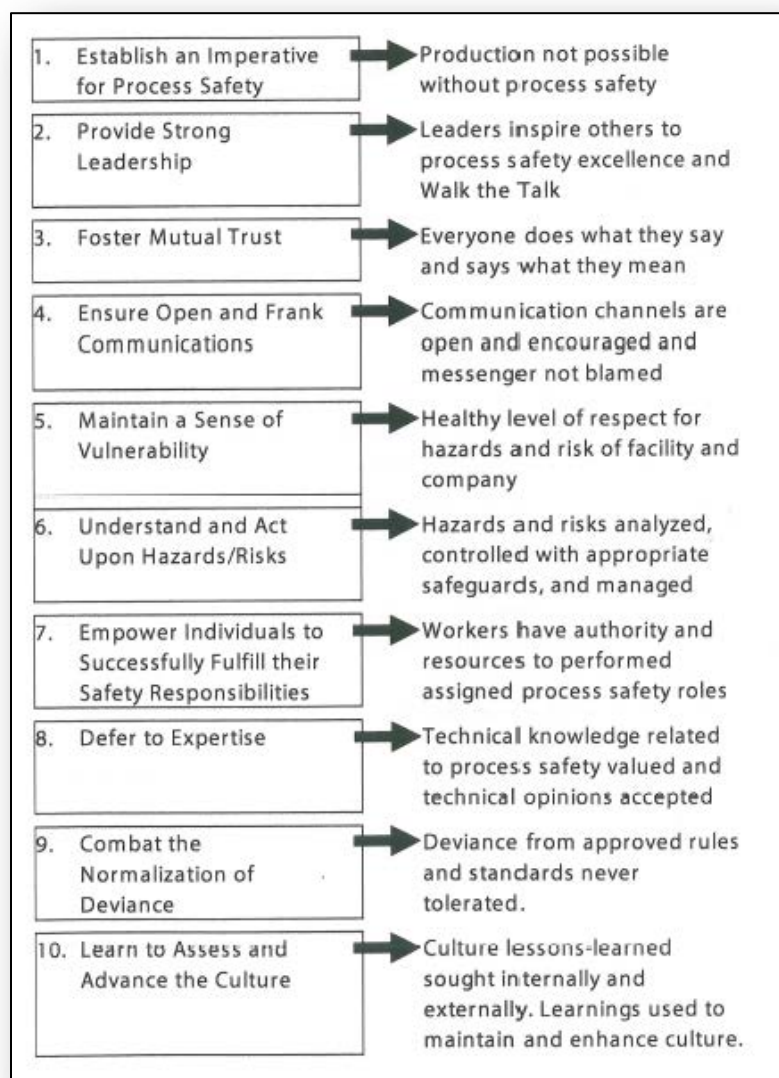 1. Establish an Imperative
for Process Safety
Production not possible
without process safety
2. Provide Strong
Leadership
Leaders inspire others to
process safety excellence and
Walk the Talk
3. Foster Mutual Trust
Everyone does what they say
and says what they mean
4. Ensure Open and Frank
Communications
Communication channels are
open and encouraged and
messenger not blamed
5. Maintain a Sense of
Vulnerability
Healthy level of respect for
hazards and risk of facility and
company
6. Understand and Act
Upon Hazards/Risks
Hazards and risks analyzed,
controlled with appropriate
safeguards, and managed
7. Empower Individuals to
Successfully Fulfill their
Safety Responsibilities
Workers have authority and
resources to performed
assigned process safety roles
8. Defer to Expertise
Technical knowledge related
to process safety valued and
technical opinions accepted
9. Combat the
Normalization of
Deviance
Deviance from approved rules
and standards never
tolerated.
10. Learn to Assess and
Advance the Culture
Culture lessons-learned
sought internally and
externally. Learnings used to
maintain and enhance culture.